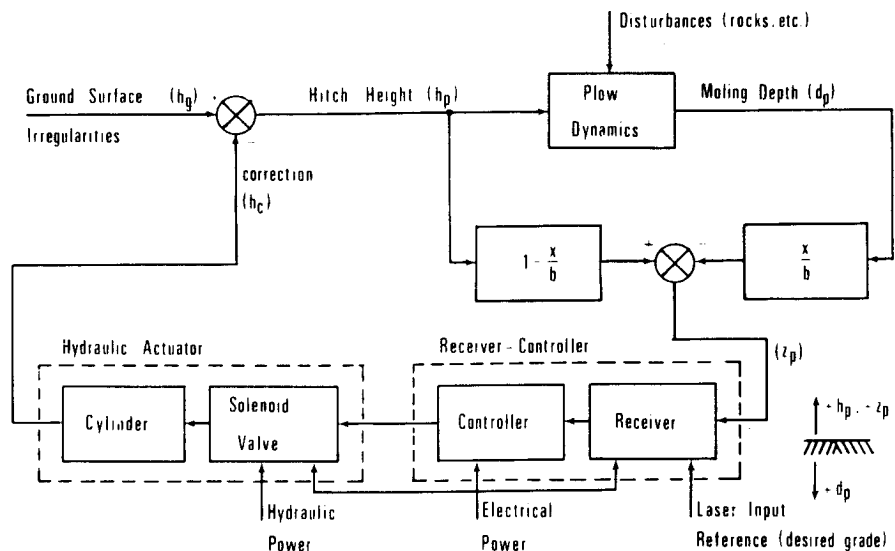 Disturbances (rocks, etc.)
Ground Surface (hg)
Irregularities
+
-
Hitch Height (hp)
Plow
Dynamics
Moling Depth (dp)
correction
(hc)
1 - x/b
+
-
x/b
(zp)
Hydraulic Actuator
Receiver-Controller
Cylinder
Solenoid
Valve
Controller
Receiver
+ hp, - zp
+ dp
Hydraulic
Power
Electrical
Power
Laser Input
Reference (desired grade)